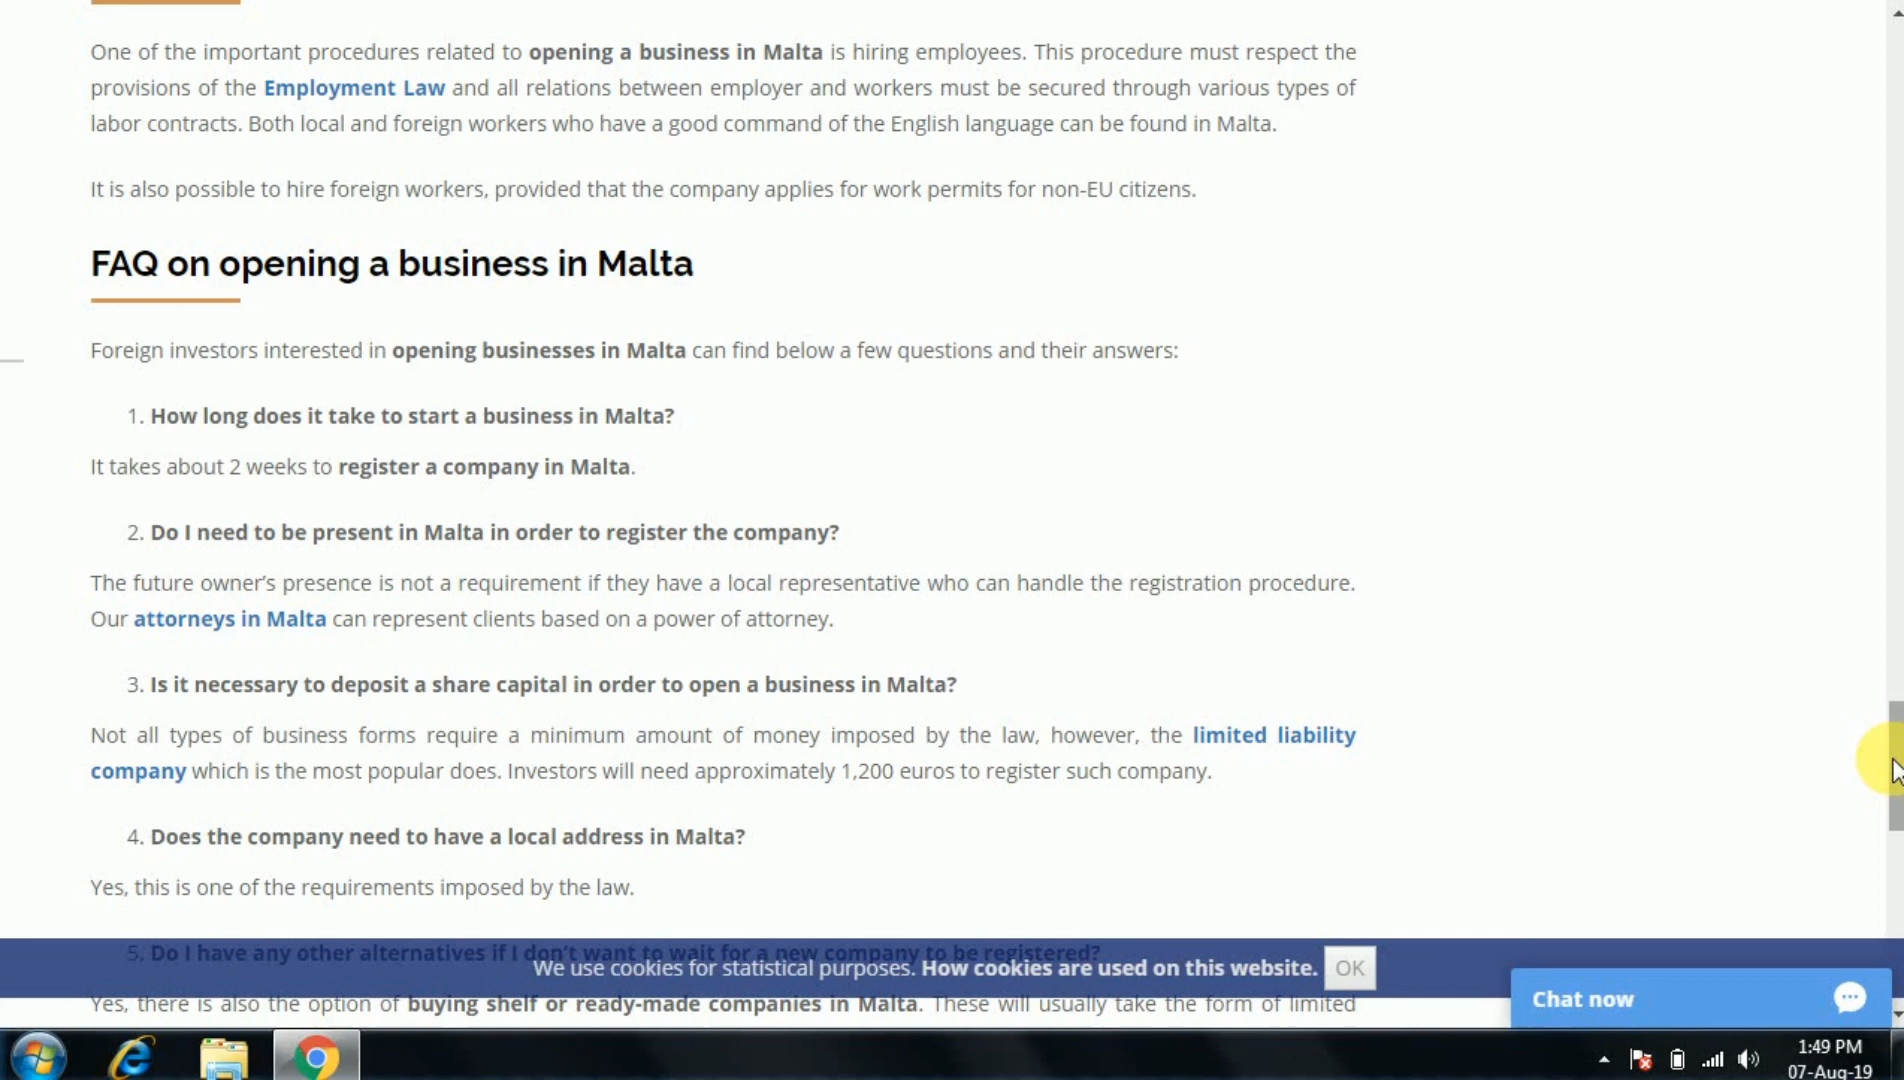 One of the important procedures related to opening a business in Malta is hiring employees. This procedure must respect the
provisions of the Employment Law and all relations between employer and workers must be secured through various types of
labor contracts. Both local and foreign workers who have a good command of the English language can be found in Malta.
It is also possible to hire foreign workers, provided that the company applies for work permits for non-EU citizens.
FAQ on opening a business in Malta
Foreign investors interested in opening businesses in Malta can find below a few questions and their answers:
1. How long does it take to start a business in Malta?
It takes about 2 weeks to register a company in Malta.
2. Do I need to be present in Malta in order to register the company?
The future owner's presence is not a requirement if they have a local representative who can handle the registration procedure.
Our attorneys in Malta can represent clients based on a power of attorney.
3. Is it necessary to deposit a share capital in order to open a business in Malta?
Not all types of business forms require a minimum amount of money imposed by the law, however, the limited liability
company which is the most popular does. Investors will need approximately 1,200 euros to register such company.
4. Does the company need to have a local address in Malta?
Yes, this is one of the requirements imposed by the law.
5. Do I have any other alternatives if I don't want to wait for a new company to be registered?
We use cookies for statistical purposes. How cookies are used on this website. OK
Yes, there is also the option of buying shelf or ready-made companies in Malta. These will usually take the form of limited
Chat now
1:49 PM
07-Aug-19